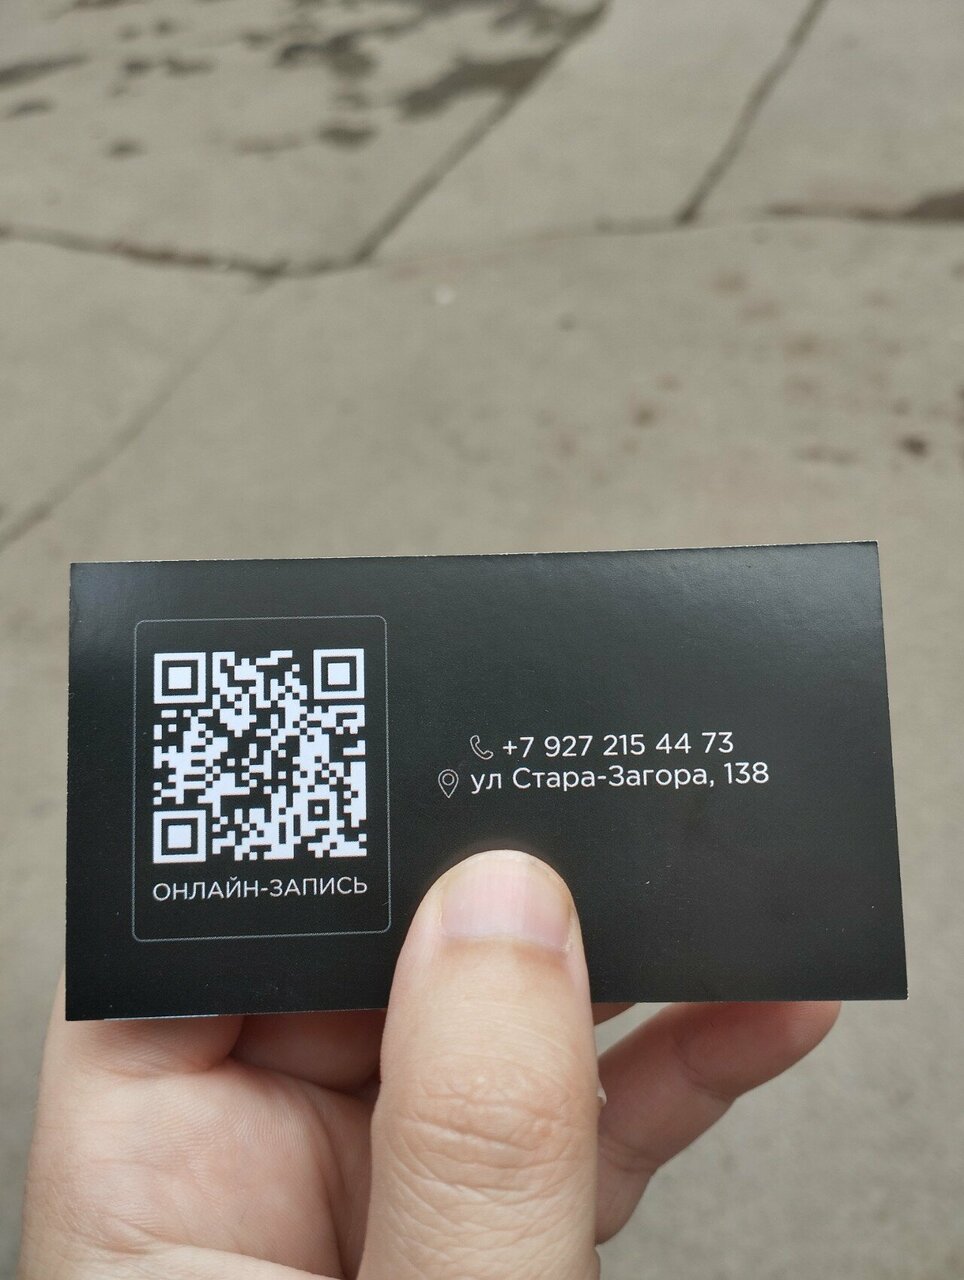 ОНЛАЙН-ЗАПИСЬ
+7 927 215 44 73
ул Стара-Загора, 138